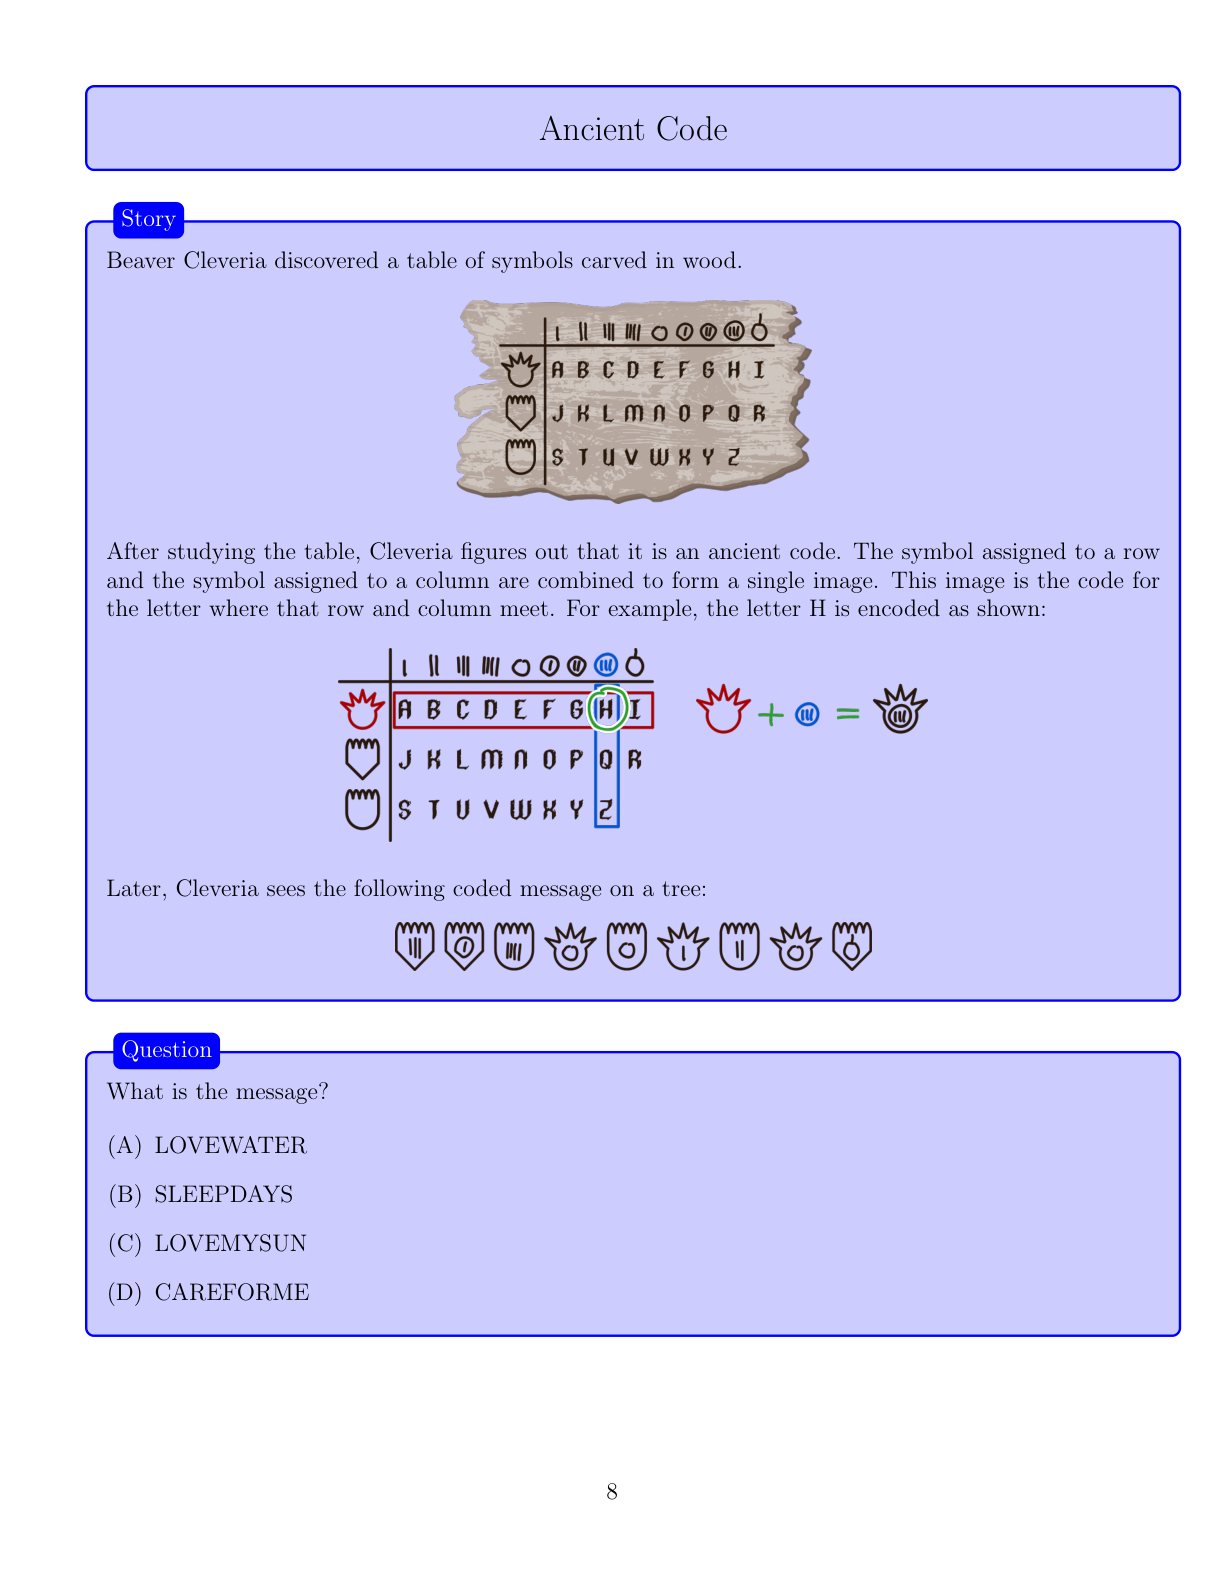 Ancient Code
Story
Beaver Cleveria discovered a table of symbols carved in wood.
A B C D E F G H I
J K L M N O P Q R
S T U V W X Y Z
After studying the table, Cleveria figures out that it is an ancient code. The symbol assigned to a row
and the symbol assigned to a column are combined to form a single image. This image is the code for
the letter where that row and column meet. For example, the letter H is encoded as shown:
A B C D E F G H I
+ =
J K L M N O P Q R
S T U V W X Y Z
Later, Cleveria sees the following coded message on a tree:
Question
What is the message?
(A) LOVEWATER
(B) SLEEPDAYS
(C) LOVEMYSUN
(D) CAREFORME
8